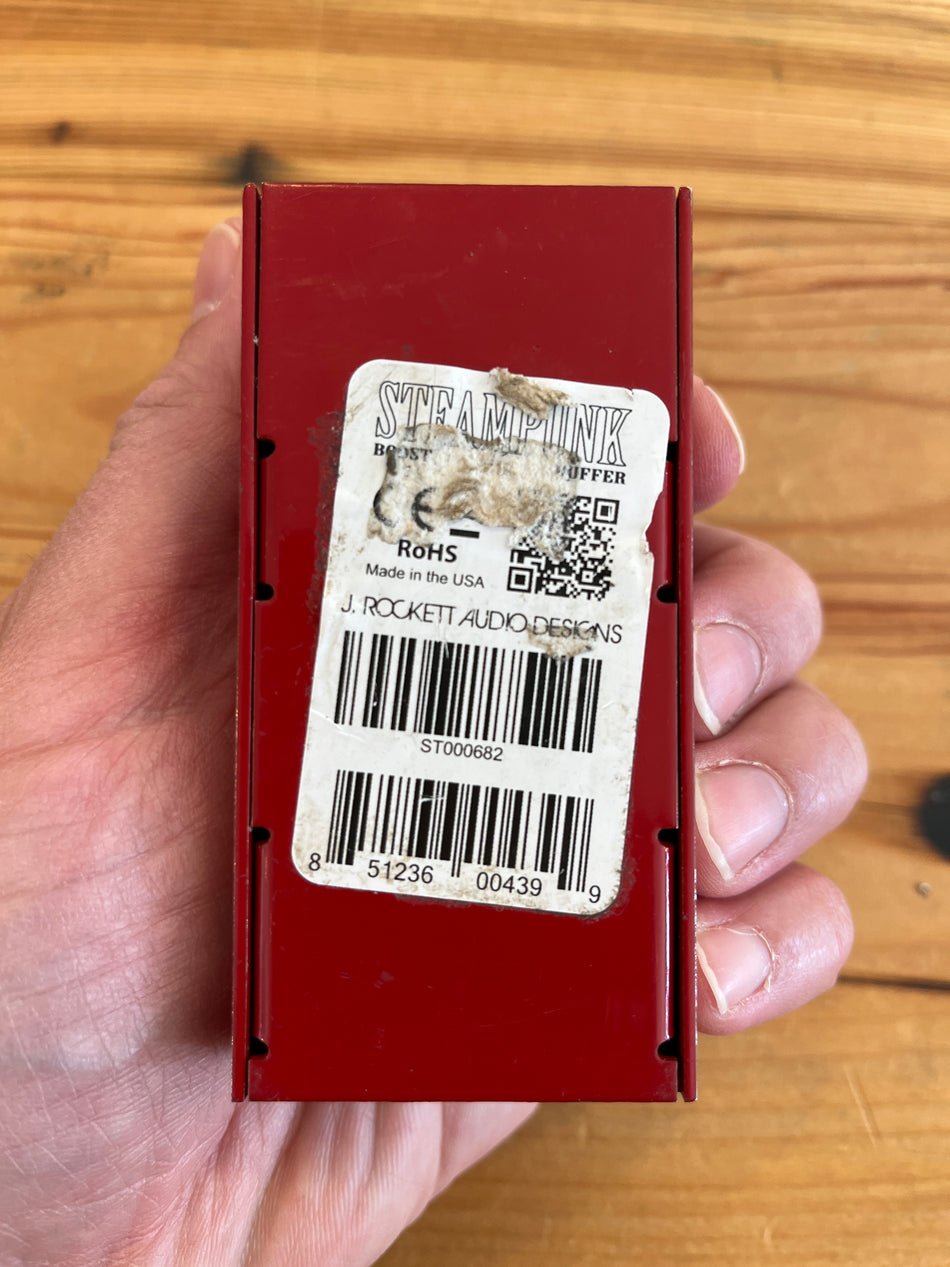 STEAMPUNK
BOOST BUFFER
CE
RoHS
Made in the USA
J. ROCKETT AUDIO DESIGNS
ST000682
8 51236 00439 9